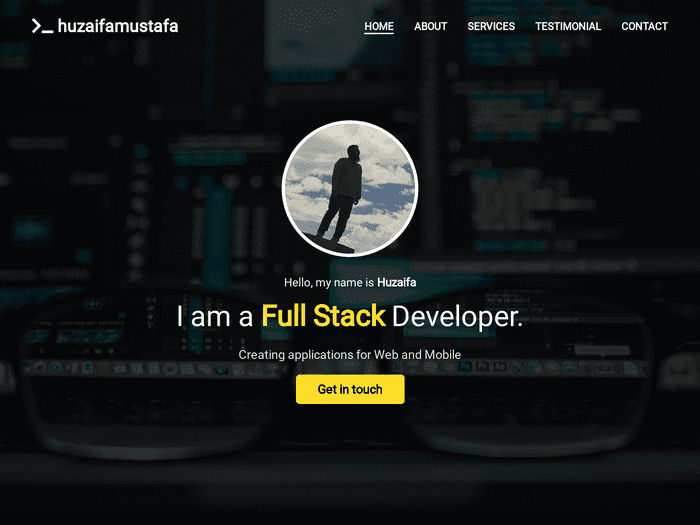 huzaifamustafa
HOME ABOUT SERVICES TESTIMONIAL CONTACT
Hello, my name is Huzaifa
I am a Full Stack Developer.
Creating applications for Web and Mobile
Get in touch